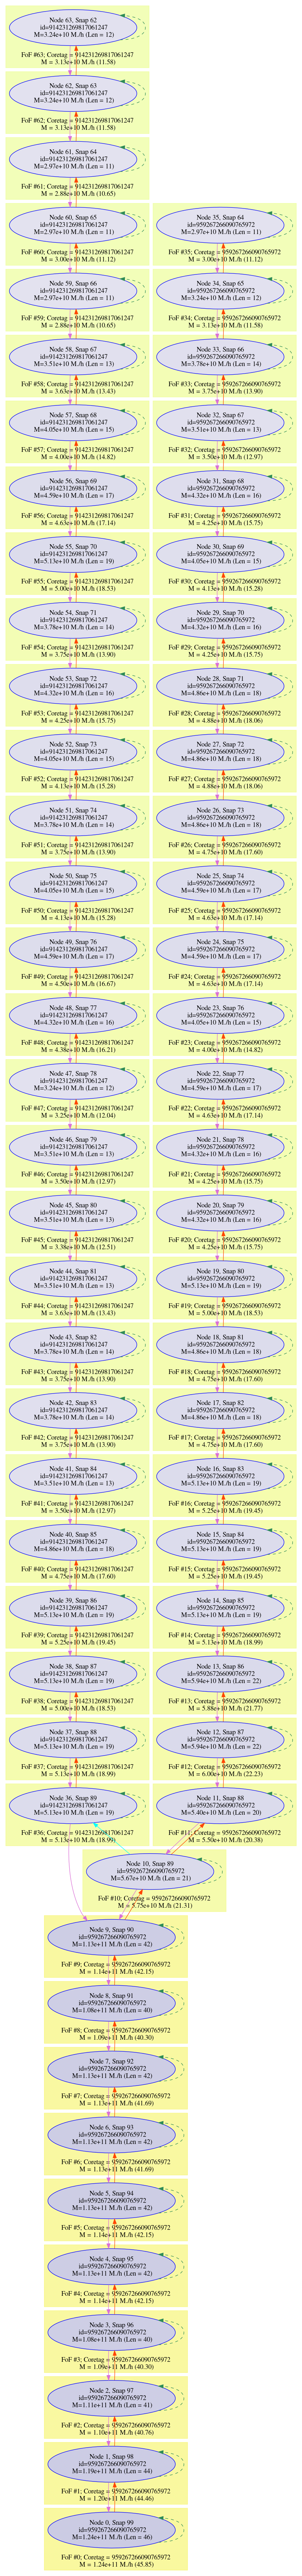 Node 63, Snap 62
id=914231269817061247
M=3.24e+10 M./h (Len = 12)
FoF #63; Coretag = 914231269817061247
M = 3.13e+10 M./h (11.58)
Node 62, Snap 63
id=914231269817061247
M=3.24e+10 M./h (Len = 12)
FoF #62; Coretag = 914231269817061247
M = 3.13e+10 M./h (11.58)
Node 61, Snap 64
id=914231269817061247
M=2.97e+10 M./h (Len = 11)
FoF #61; Coretag = 914231269817061247
M = 2.88e+10 M./h (10.65)
Node 60, Snap 65
id=914231269817061247
M=2.97e+10 M./h (Len = 11)
FoF #60; Coretag = 914231269817061247
M = 3.00e+10 M./h (11.12)
Node 59, Snap 66
id=914231269817061247
M=2.97e+10 M./h (Len = 11)
FoF #59; Coretag = 914231269817061247
M = 2.88e+10 M./h (10.65)
Node 58, Snap 67
id=914231269817061247
M=3.51e+10 M./h (Len = 13)
FoF #58; Coretag = 914231269817061247
M = 3.63e+10 M./h (13.43)
Node 57, Snap 68
id=914231269817061247
M=4.05e+10 M./h (Len = 15)
FoF #57; Coretag = 914231269817061247
M = 4.00e+10 M./h (14.82)
Node 56, Snap 69
id=914231269817061247
M=4.59e+10 M./h (Len = 17)
FoF #56; Coretag = 914231269817061247
M = 4.63e+10 M./h (17.14)
Node 55, Snap 70
id=914231269817061247
M=5.13e+10 M./h (Len = 19)
FoF #55; Coretag = 914231269817061247
M = 5.00e+10 M./h (18.53)
Node 54, Snap 71
id=914231269817061247
M=3.78e+10 M./h (Len = 14)
FoF #54; Coretag = 914231269817061247
M = 3.75e+10 M./h (13.90)
Node 53, Snap 72
id=914231269817061247
M=4.32e+10 M./h (Len = 16)
FoF #53; Coretag = 914231269817061247
M = 4.25e+10 M./h (15.75)
Node 52, Snap 73
id=914231269817061247
M=4.05e+10 M./h (Len = 15)
FoF #52; Coretag = 914231269817061247
M = 4.13e+10 M./h (15.28)
Node 51, Snap 74
id=914231269817061247
M=3.78e+10 M./h (Len = 14)
FoF #51; Coretag = 914231269817061247
M = 3.75e+10 M./h (13.90)
Node 50, Snap 75
id=914231269817061247
M=4.05e+10 M./h (Len = 15)
FoF #50; Coretag = 914231269817061247
M = 4.13e+10 M./h (15.28)
Node 49, Snap 76
id=914231269817061247
M=4.59e+10 M./h (Len = 17)
FoF #49; Coretag = 914231269817061247
M = 4.50e+10 M./h (16.67)
Node 48, Snap 77
id=914231269817061247
M=4.32e+10 M./h (Len = 16)
FoF #48; Coretag = 914231269817061247
M = 4.38e+10 M./h (16.21)
Node 47, Snap 78
id=914231269817061247
M=3.24e+10 M./h (Len = 12)
FoF #47; Coretag = 914231269817061247
M = 3.25e+10 M./h (12.04)
Node 46, Snap 79
id=914231269817061247
M=3.51e+10 M./h (Len = 13)
FoF #46; Coretag = 914231269817061247
M = 3.50e+10 M./h (12.97)
Node 45, Snap 80
id=914231269817061247
M=3.51e+10 M./h (Len = 13)
FoF #45; Coretag = 914231269817061247
M = 3.38e+10 M./h (12.51)
Node 44, Snap 81
id=914231269817061247
M=3.51e+10 M./h (Len = 13)
FoF #44; Coretag = 914231269817061247
M = 3.63e+10 M./h (13.43)
Node 43, Snap 82
id=914231269817061247
M=3.78e+10 M./h (Len = 14)
FoF #43; Coretag = 914231269817061247
M = 3.75e+10 M./h (13.90)
Node 42, Snap 83
id=914231269817061247
M=3.78e+10 M./h (Len = 14)
FoF #42; Coretag = 914231269817061247
M = 3.75e+10 M./h (13.90)
Node 41, Snap 84
id=914231269817061247
M=3.51e+10 M./h (Len = 13)
FoF #41; Coretag = 914231269817061247
M = 3.50e+10 M./h (12.97)
Node 40, Snap 85
id=914231269817061247
M=4.86e+10 M./h (Len = 18)
FoF #40; Coretag = 914231269817061247
M = 4.75e+10 M./h (17.60)
Node 39, Snap 86
id=914231269817061247
M=5.13e+10 M./h (Len = 19)
FoF #39; Coretag = 914231269817061247
M = 5.25e+10 M./h (19.45)
Node 38, Snap 87
id=914231269817061247
M=5.13e+10 M./h (Len = 19)
FoF #38; Coretag = 914231269817061247
M = 5.00e+10 M./h (18.53)
Node 37, Snap 88
id=914231269817061247
M=5.13e+10 M./h (Len = 19)
FoF #37; Coretag = 914231269817061247
M = 5.13e+10 M./h (18.99)
Node 36, Snap 89
id=914231269817061247
M=5.13e+10 M./h (Len = 19)
FoF #36; Coretag = 914231269817061247
M = M./h
Node 35, Snap 64
id=959267266090765972
M=2.97e+10 M./h (Len = 11)
FoF #35; Coretag = 959267266090765972
M = 3.00e+10 M./h (11.12)
Node 34, Snap 65
id=959267266090765972
M=3.24e+10 M./h (Len = 12)
FoF #34; Coretag = 959267266090765972
M = 3.13e+10 M./h (11.58)
Node 33, Snap 66
id=959267266090765972
M=3.78e+10 M./h (Len = 14)
FoF #33; Coretag = 959267266090765972
M = 3.75e+10 M./h (13.90)
Node 32, Snap 67
id=959267266090765972
M=3.51e+10 M./h (Len = 13)
FoF #32; Coretag = 959267266090765972
M = 3.50e+10 M./h (12.97)
Node 31, Snap 68
id=959267266090765972
M=4.32e+10 M./h (Len = 16)
FoF #31; Coretag = 959267266090765972
M = 4.25e+10 M./h (15.75)
Node 30, Snap 69
id=959267266090765972
M=4.05e+10 M./h (Len = 15)
FoF #30; Coretag = 959267266090765972
M = 4.13e+10 M./h (15.28)
Node 29, Snap 70
id=959267266090765972
M=4.32e+10 M./h (Len = 16)
FoF #29; Coretag = 959267266090765972
M = 4.25e+10 M./h (15.75)
Node 28, Snap 71
id=959267266090765972
M=4.86e+10 M./h (Len = 18)
FoF #28; Coretag = 959267266090765972
M = 4.88e+10 M./h (18.06)
Node 27, Snap 72
id=959267266090765972
M=4.86e+10 M./h (Len = 18)
FoF #27; Coretag = 959267266090765972
M = 4.88e+10 M./h (18.06)
Node 26, Snap 73
id=959267266090765972
M=4.86e+10 M./h (Len = 18)
FoF #26; Coretag = 959267266090765972
M = 4.75e+10 M./h (17.60)
Node 25, Snap 74
id=959267266090765972
M=4.59e+10 M./h (Len = 17)
FoF #25; Coretag = 959267266090765972
M = 4.63e+10 M./h (17.14)
Node 24, Snap 75
id=959267266090765972
M=4.59e+10 M./h (Len = 17)
FoF #24; Coretag = 959267266090765972
M = 4.63e+10 M./h (17.14)
Node 23, Snap 76
id=959267266090765972
M=4.05e+10 M./h (Len = 15)
FoF #23; Coretag = 959267266090765972
M = 4.00e+10 M./h (14.82)
Node 22, Snap 77
id=959267266090765972
M=4.59e+10 M./h (Len = 17)
FoF #22; Coretag = 959267266090765972
M = 4.63e+10 M./h (17.14)
Node 21, Snap 78
id=959267266090765972
M=4.32e+10 M./h (Len = 16)
FoF #21; Coretag = 959267266090765972
M = 4.25e+10 M./h (15.75)
Node 20, Snap 79
id=959267266090765972
M=4.32e+10 M./h (Len = 16)
FoF #20; Coretag = 959267266090765972
M = 4.25e+10 M./h (15.75)
Node 19, Snap 80
id=959267266090765972
M=5.13e+10 M./h (Len = 19)
FoF #19; Coretag = 959267266090765972
M = 5.00e+10 M./h (18.53)
Node 18, Snap 81
id=959267266090765972
M=4.86e+10 M./h (Len = 18)
FoF #18; Coretag = 959267266090765972
M = 4.75e+10 M./h (17.60)
Node 17, Snap 82
id=959267266090765972
M=4.86e+10 M./h (Len = 18)
FoF #17; Coretag = 959267266090765972
M = 4.75e+10 M./h (17.60)
Node 16, Snap 83
id=959267266090765972
M=5.13e+10 M./h (Len = 19)
FoF #16; Coretag = 959267266090765972
M = 5.25e+10 M./h (19.45)
Node 15, Snap 84
id=959267266090765972
M=5.13e+10 M./h (Len = 19)
FoF #15; Coretag = 959267266090765972
M = 5.25e+10 M./h (19.45)
Node 14, Snap 85
id=959267266090765972
M=5.13e+10 M./h (Len = 19)
FoF #14; Coretag = 959267266090765972
M = 5.13e+10 M./h (18.99)
Node 13, Snap 86
id=959267266090765972
M=5.94e+10 M./h (Len = 22)
FoF #13; Coretag = 959267266090765972
M = 5.88e+10 M./h (21.77)
Node 12, Snap 87
id=959267266090765972
M=5.94e+10 M./h (Len = 22)
FoF #12; Coretag = 959267266090765972
M = 6.00e+10 M./h (22.23)
Node 11, Snap 88
id=959267266090765972
M=5.40e+10 M./h (Len = 20)
FoF #11; Coretag = 959267266090765972
M = 5.50e+10 M./h (20.38)
Node 10, Snap 89
id=959267266090765972
M=5.67e+10 M./h (Len = 21)
FoF #10; Coretag = 959267266090765972
M = 5.75e+10 M./h (21.31)
Node 9, Snap 90
id=959267266090765972
M=1.13e+11 M./h (Len = 42)
FoF #9; Coretag = 959267266090765972
M = 1.14e+11 M./h (42.15)
Node 8, Snap 91
id=959267266090765972
M=1.08e+11 M./h (Len = 40)
FoF #8; Coretag = 959267266090765972
M = 1.09e+11 M./h (40.30)
Node 7, Snap 92
id=959267266090765972
M=1.13e+11 M./h (Len = 42)
FoF #7; Coretag = 959267266090765972
M = 1.13e+11 M./h (41.69)
Node 6, Snap 93
id=959267266090765972
M=1.13e+11 M./h (Len = 42)
FoF #6; Coretag = 959267266090765972
M = 1.13e+11 M./h (41.69)
Node 5, Snap 94
id=959267266090765972
M=1.13e+11 M./h (Len = 42)
FoF #5; Coretag = 959267266090765972
M = 1.14e+11 M./h (42.15)
Node 4, Snap 95
id=959267266090765972
M=1.13e+11 M./h (Len = 42)
FoF #4; Coretag = 959267266090765972
M = 1.14e+11 M./h (42.15)
Node 3, Snap 96
id=959267266090765972
M=1.08e+11 M./h (Len = 40)
FoF #3; Coretag = 959267266090765972
M = 1.09e+11 M./h (40.30)
Node 2, Snap 97
id=959267266090765972
M=1.11e+11 M./h (Len = 41)
FoF #2; Coretag = 959267266090765972
M = 1.10e+11 M./h (40.76)
Node 1, Snap 98
id=959267266090765972
M=1.19e+11 M./h (Len = 44)
FoF #1; Coretag = 959267266090765972
M = 1.20e+11 M./h (44.46)
Node 0, Snap 99
id=959267266090765972
M=1.24e+11 M./h (Len = 46)
FoF #0; Coretag = 959267266090765972
M = 1.24e+11 M./h (45.85)